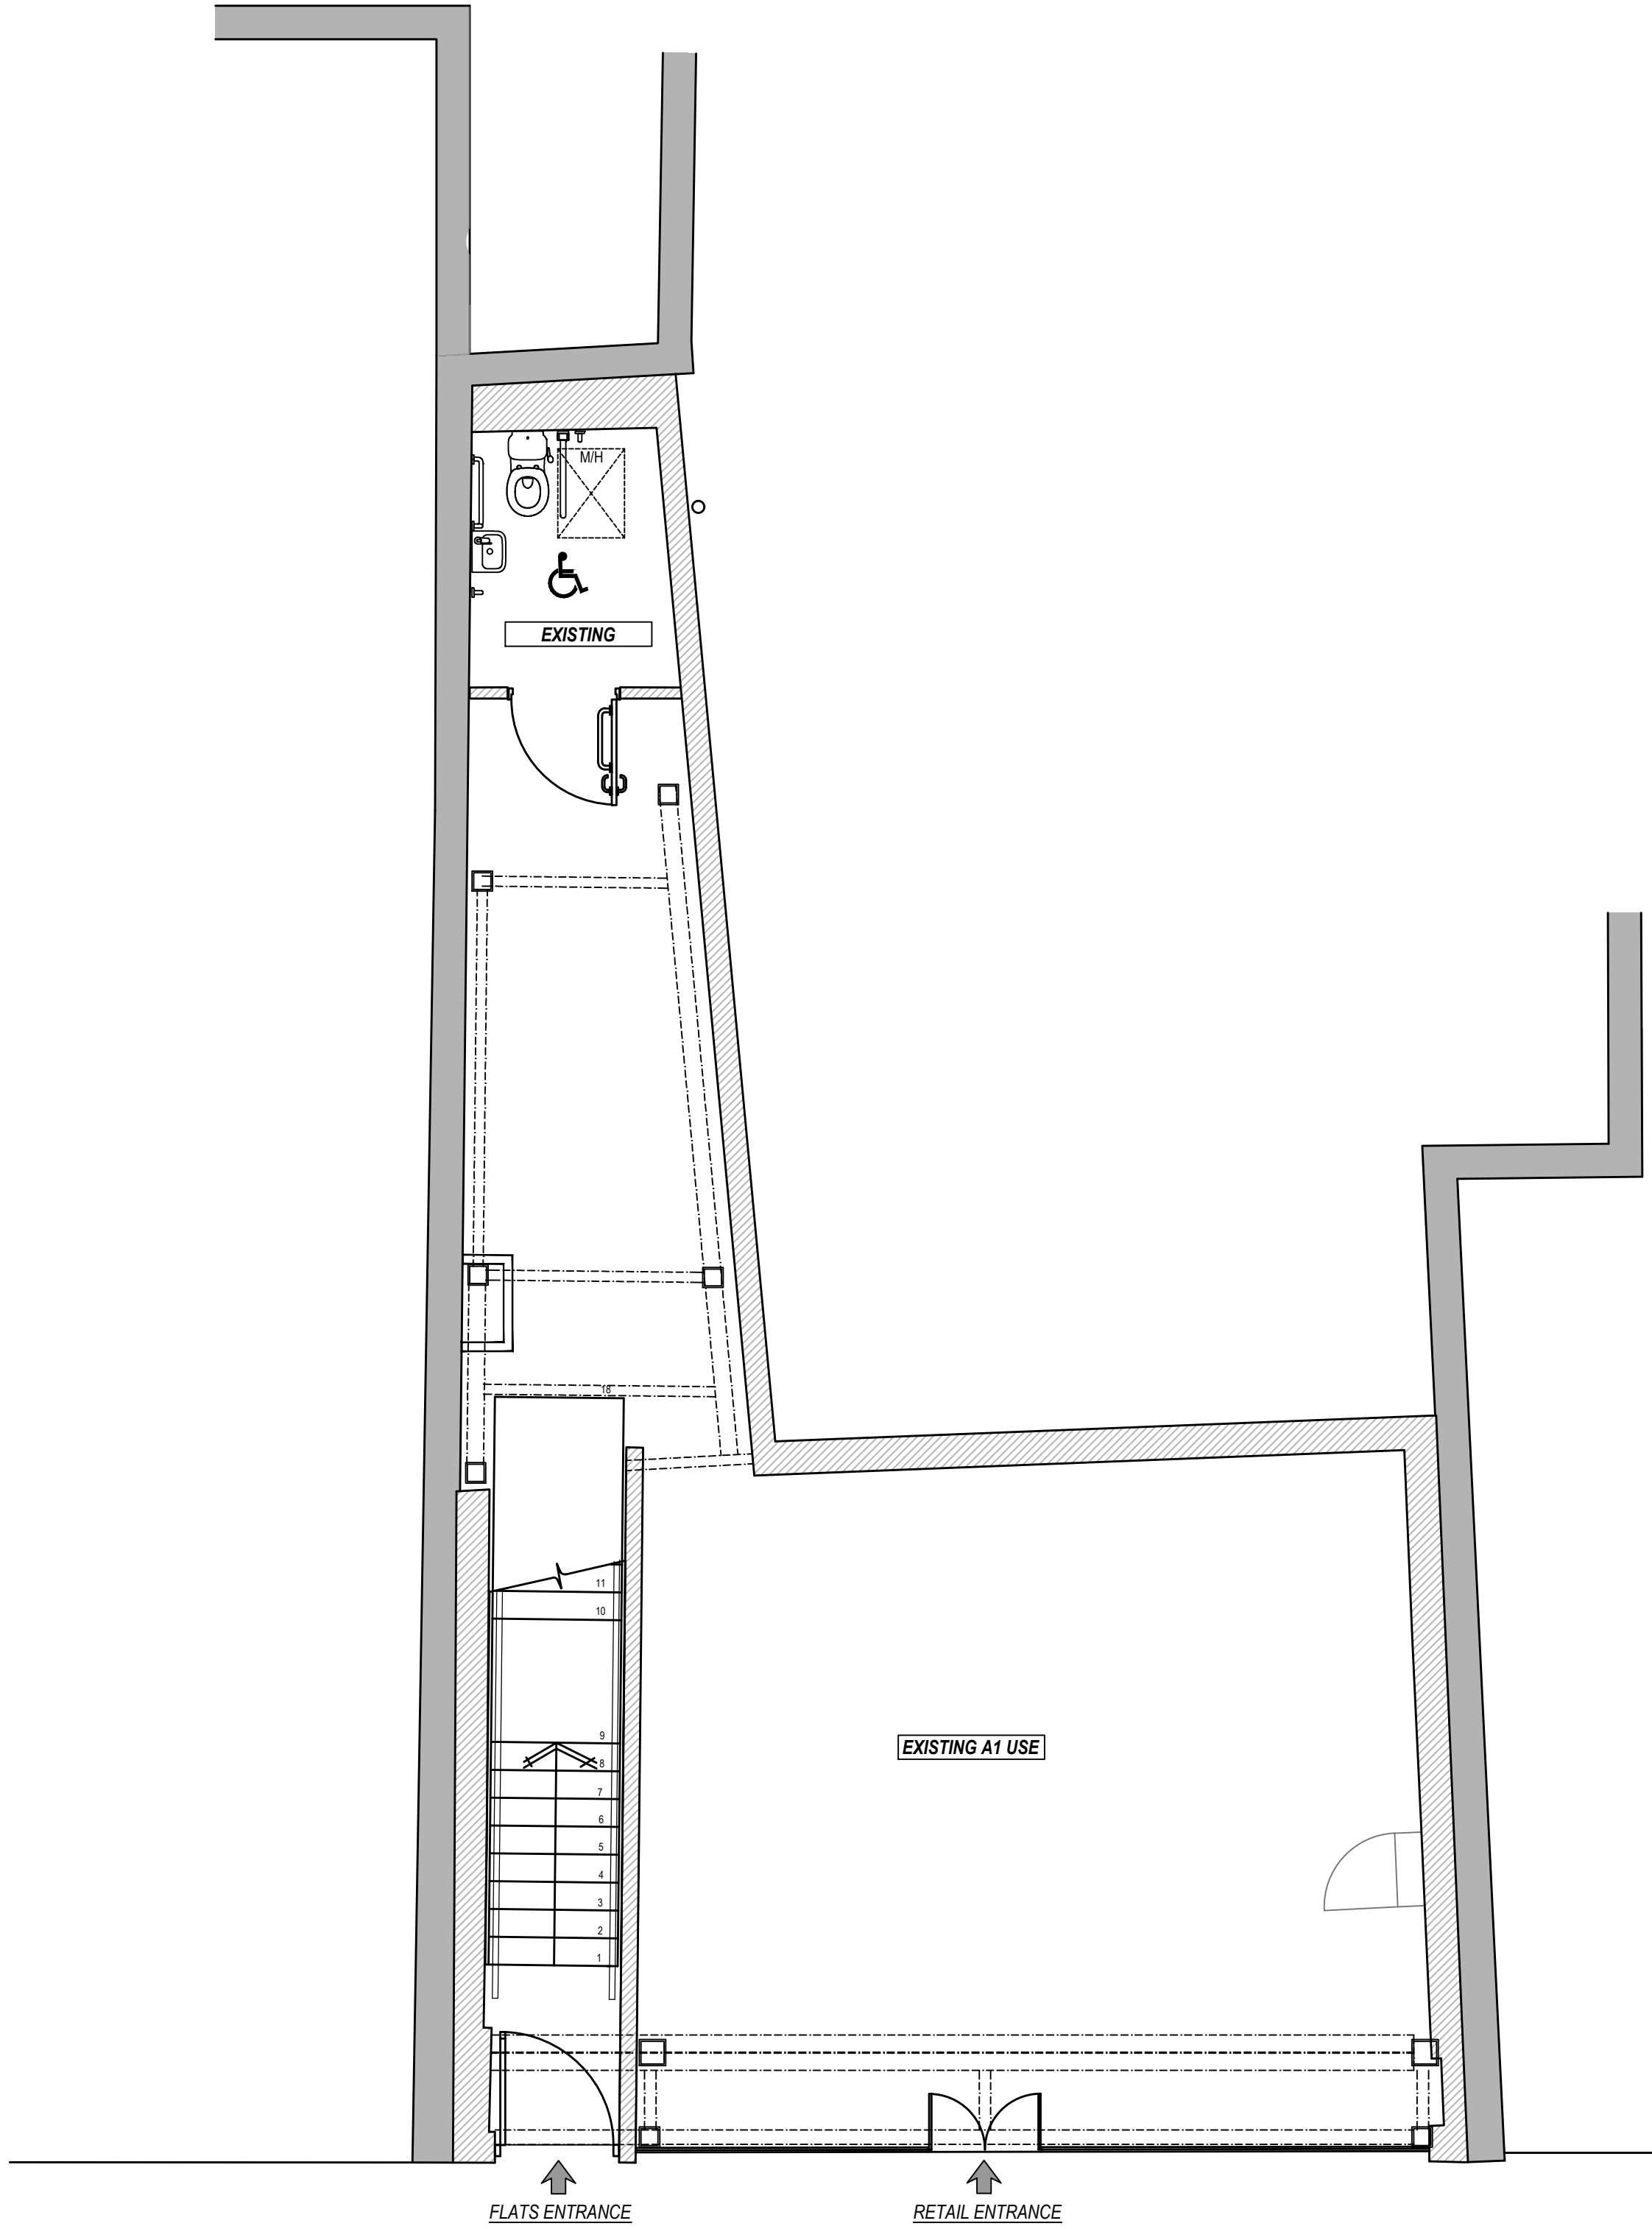 M/H
EXISTING
18
11
10
9
8
7
6
5
4
3
2
1
EXISTING A1 USE
FLATS ENTRANCE
RETAIL ENTRANCE